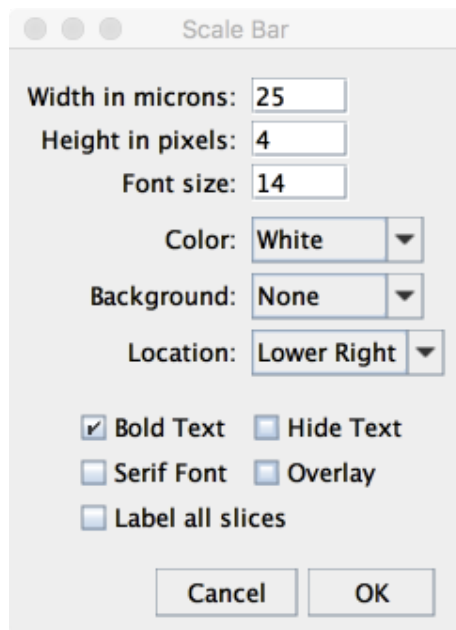 Scale Bar
Width in microns: 25
Height in pixels: 4
Font size: 14
Color: White
Background: None
Location: Lower Right
Bold Text Hide Text
Serif Font Overlay
Label all slices
Cancel OK